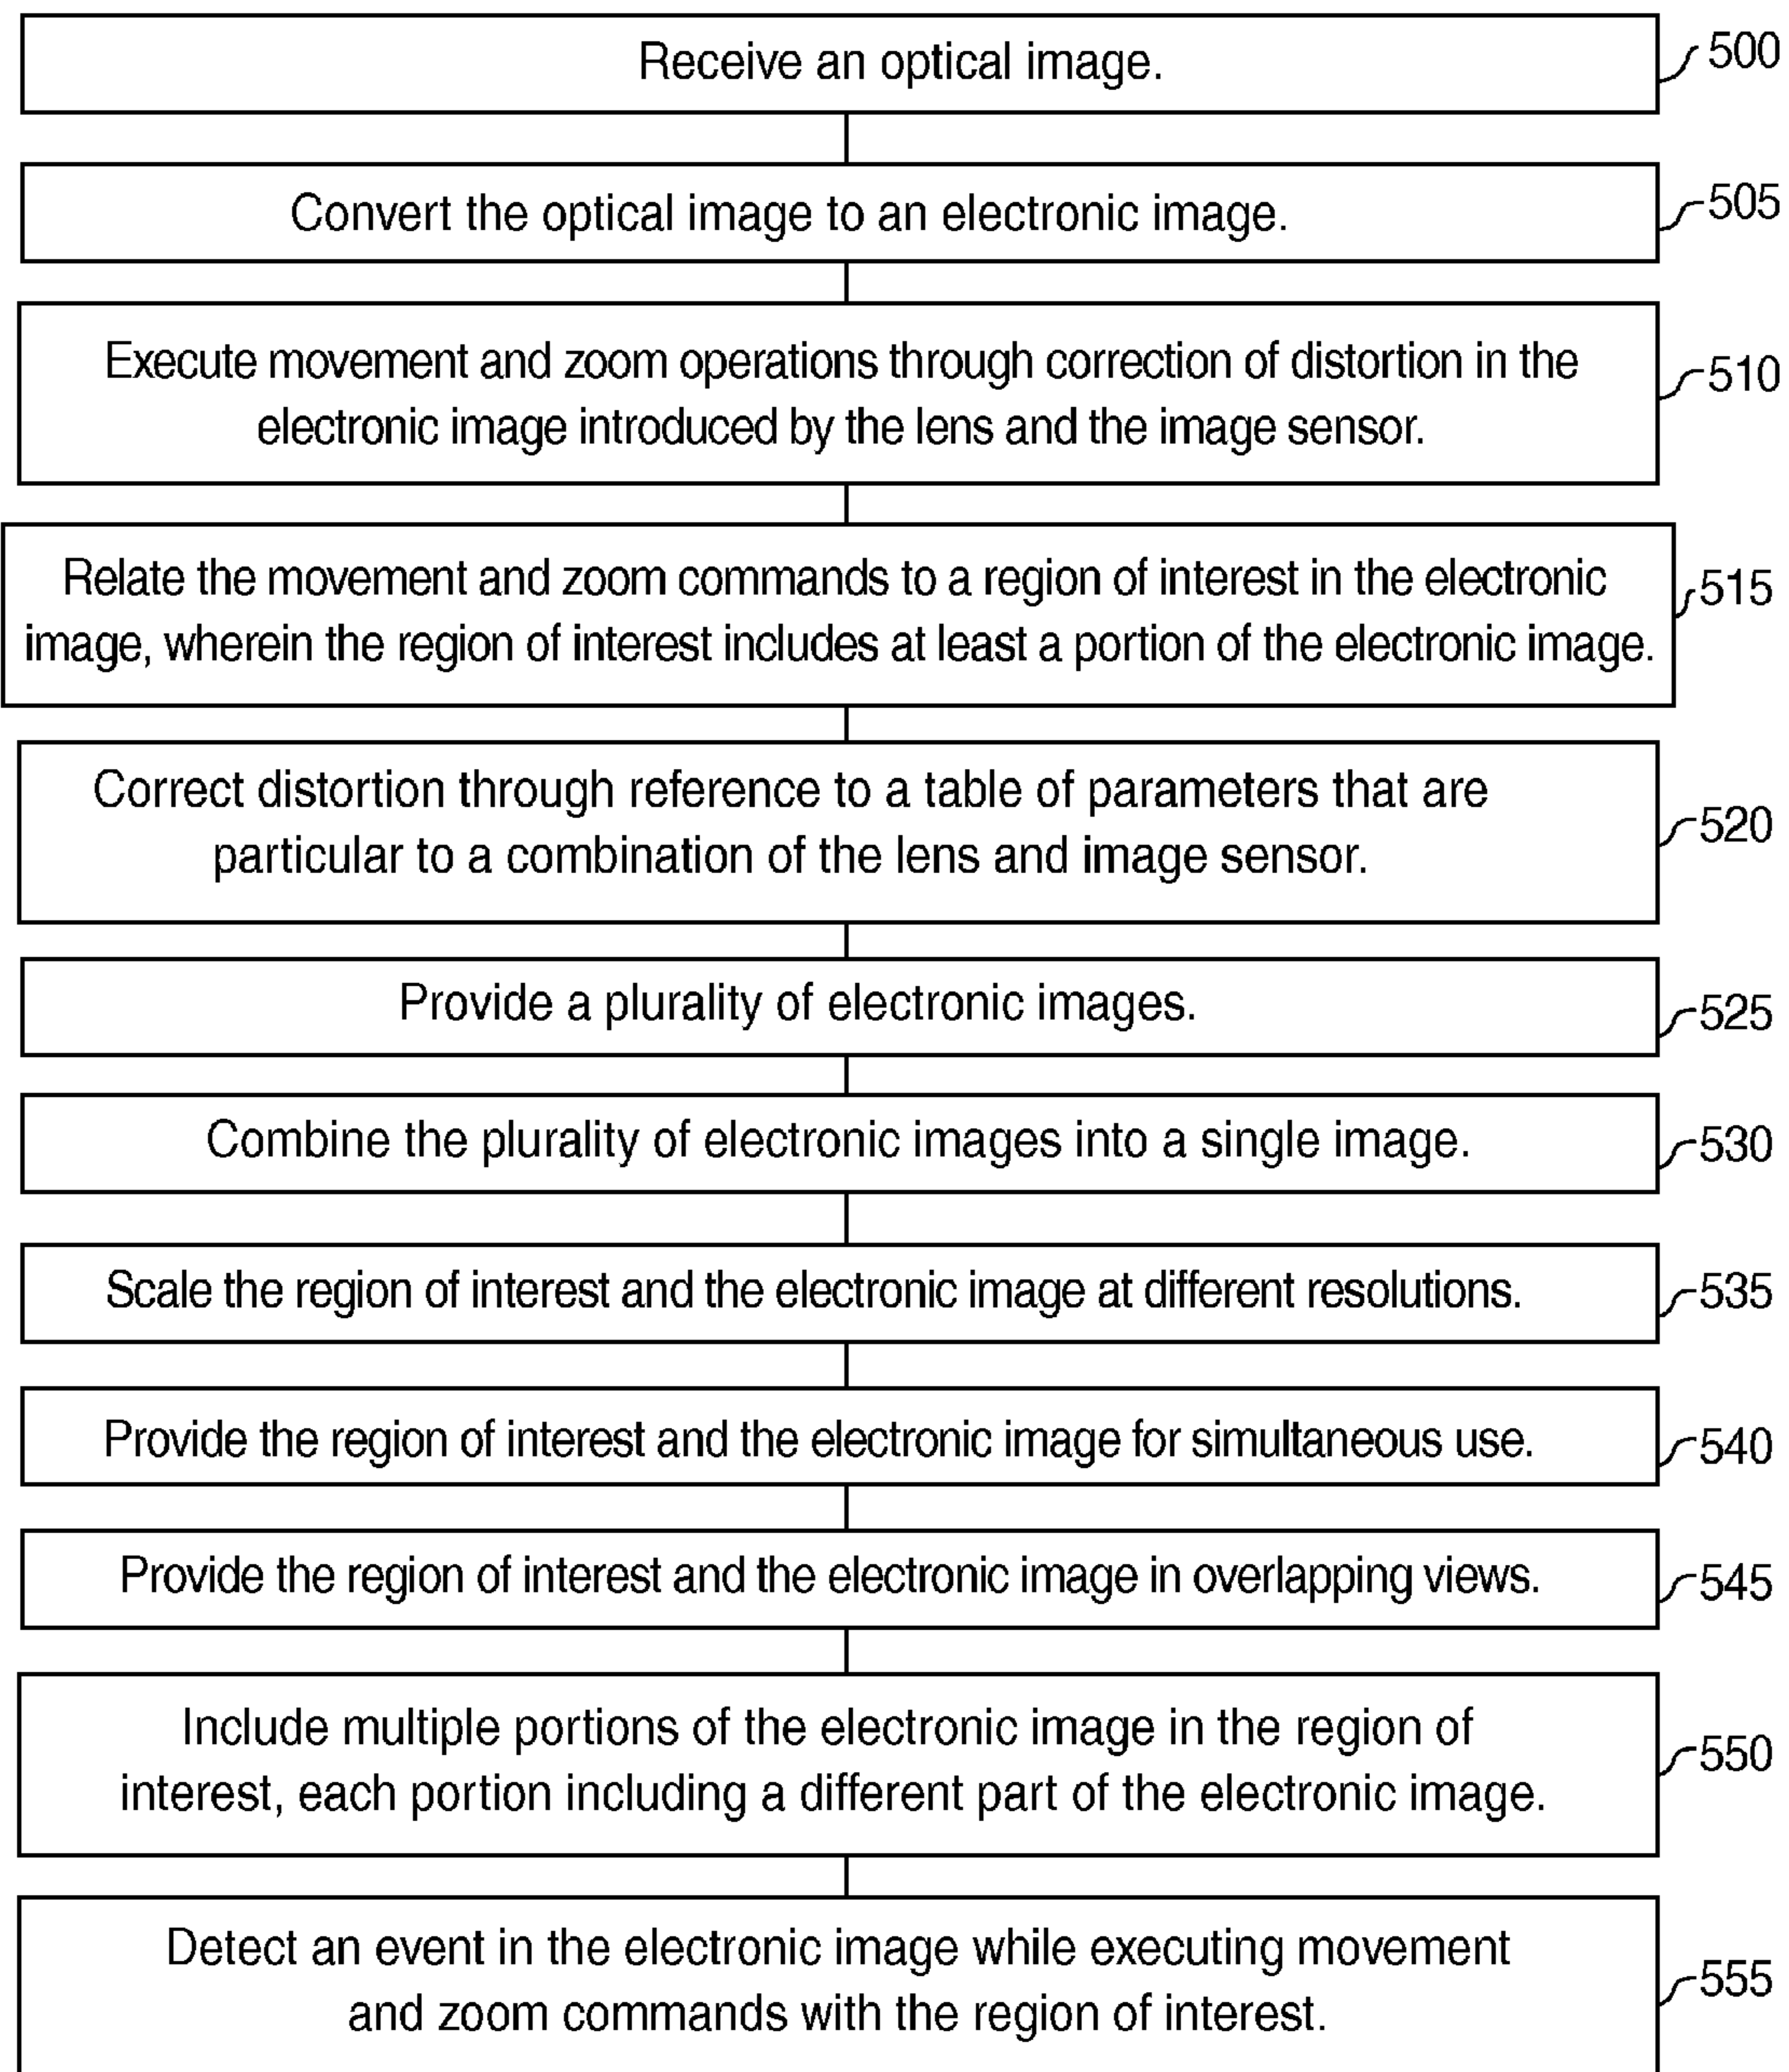 Receive an optical image.
500
Convert the optical image to an electronic image.
505
Execute movement and zoom operations through correction of distortion in the
electronic image introduced by the lens and the image sensor.
510
Relate the movement and zoom commands to a region of interest in the electronic
image, wherein the region of interest includes at least a portion of the electronic image.
515
Correct distortion through reference to a table of parameters that are
particular to a combination of the lens and image sensor.
520
Provide a plurality of electronic images.
525
Combine the plurality of electronic images into a single image.
530
Scale the region of interest and the electronic image at different resolutions.
535
Provide the region of interest and the electronic image for simultaneous use.
540
Provide the region of interest and the electronic image in overlapping views.
545
Include multiple portions of the electronic image in the region of
interest, each portion including a different part of the electronic image.
550
Detect an event in the electronic image while executing movement
and zoom commands with the region of interest.
555